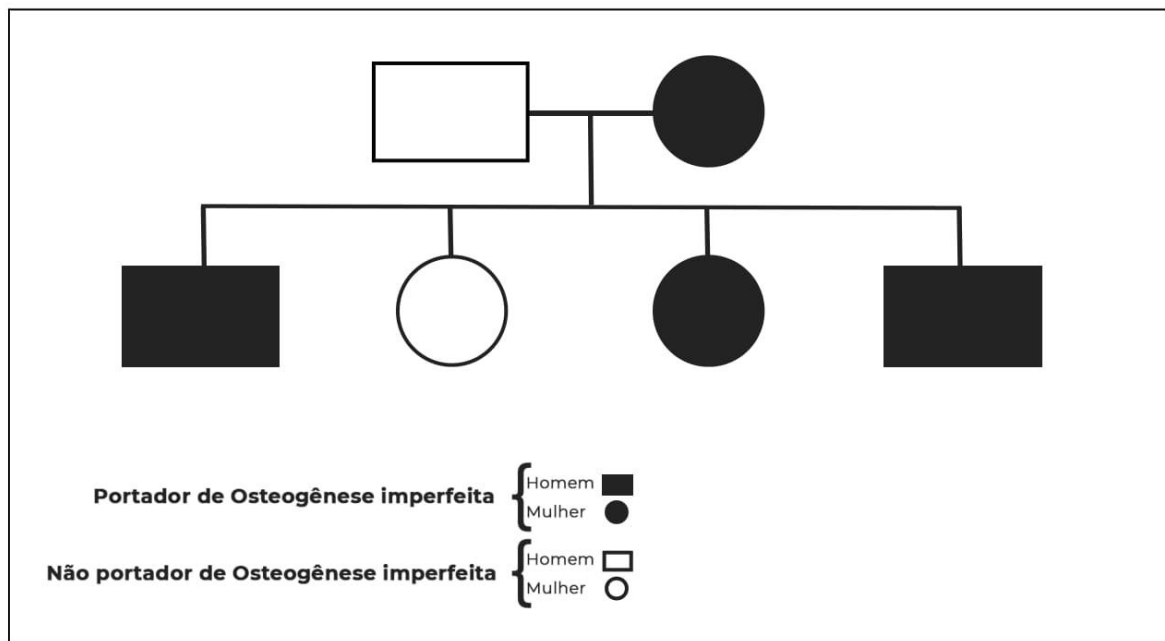 Portador de Osteogênese imperfeita
Homem
Mulher
Não portador de Osteogênese imperfeita
Homem
Mulher